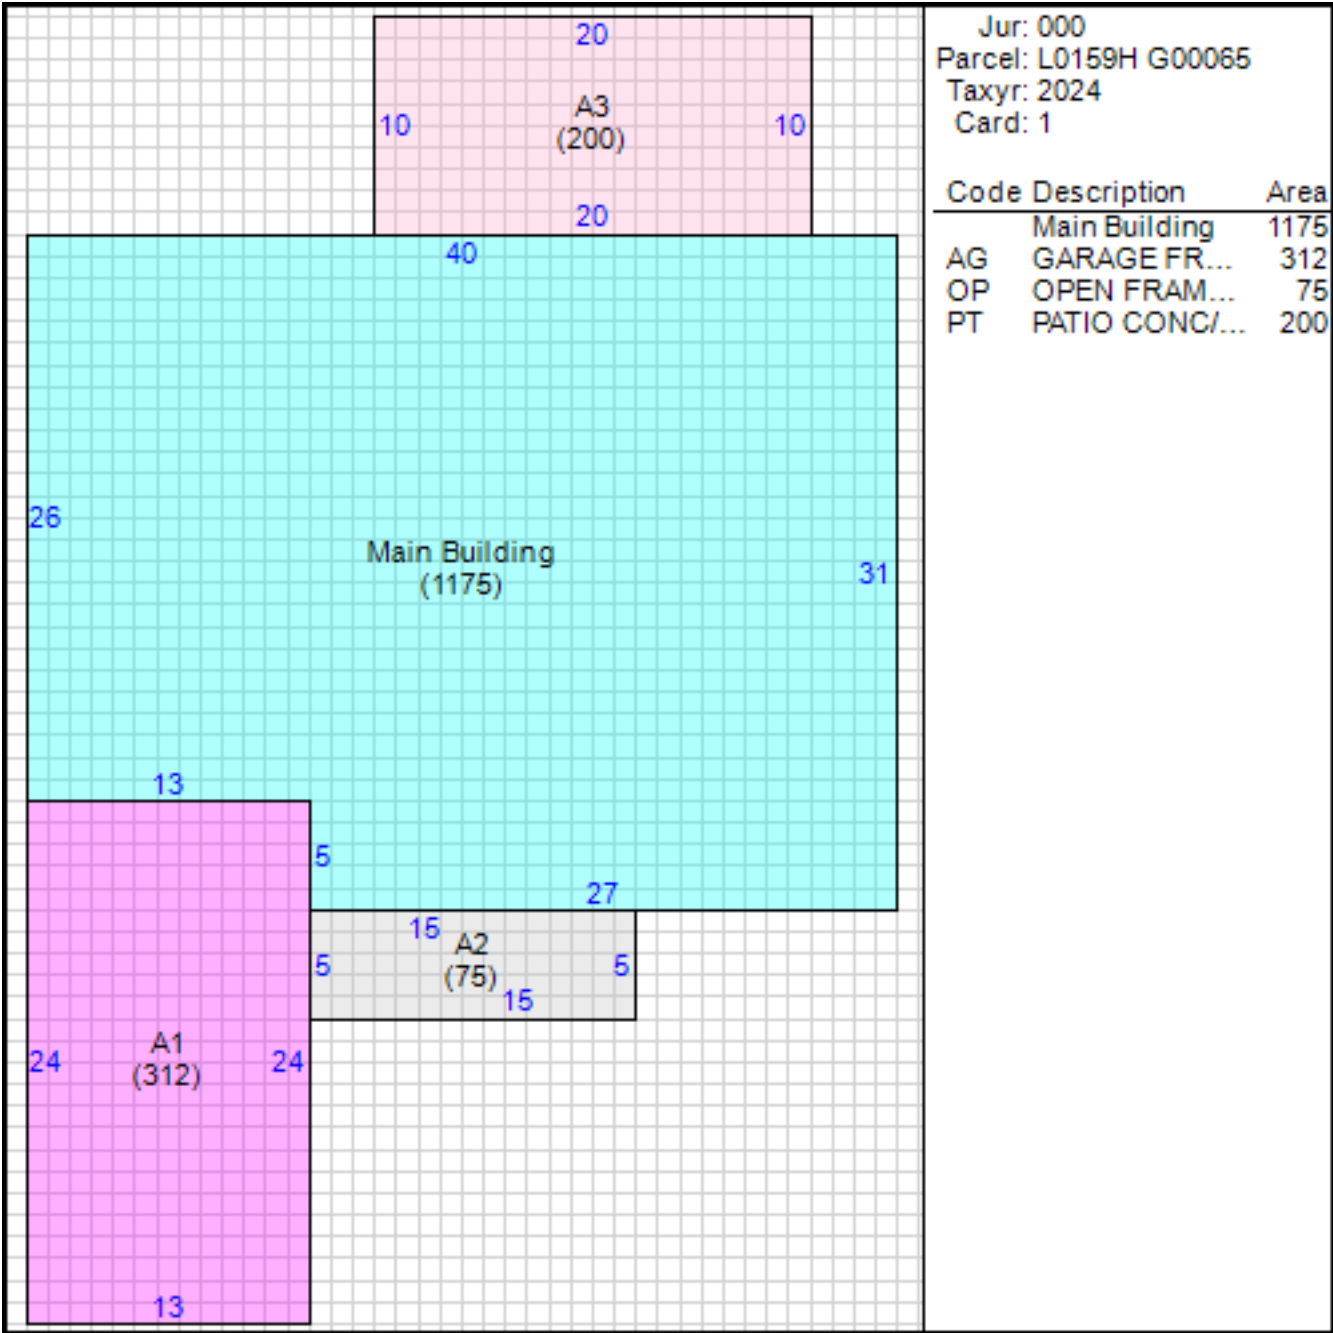 20
A3
10
10
(200)
20
40
26
Main Building
(1175)
31
13
5
27
15
A2
5
5
(75)
15
A1
24
24
(312)
13
Jur: 000
Parcel: L0159H G00065
Taxyr: 2024
Card: 1
Code Description Area
Main Building 1175
AG GARAGE FR... 312
OP OPEN FRAM... 75
PT PATIO CONC/... 200